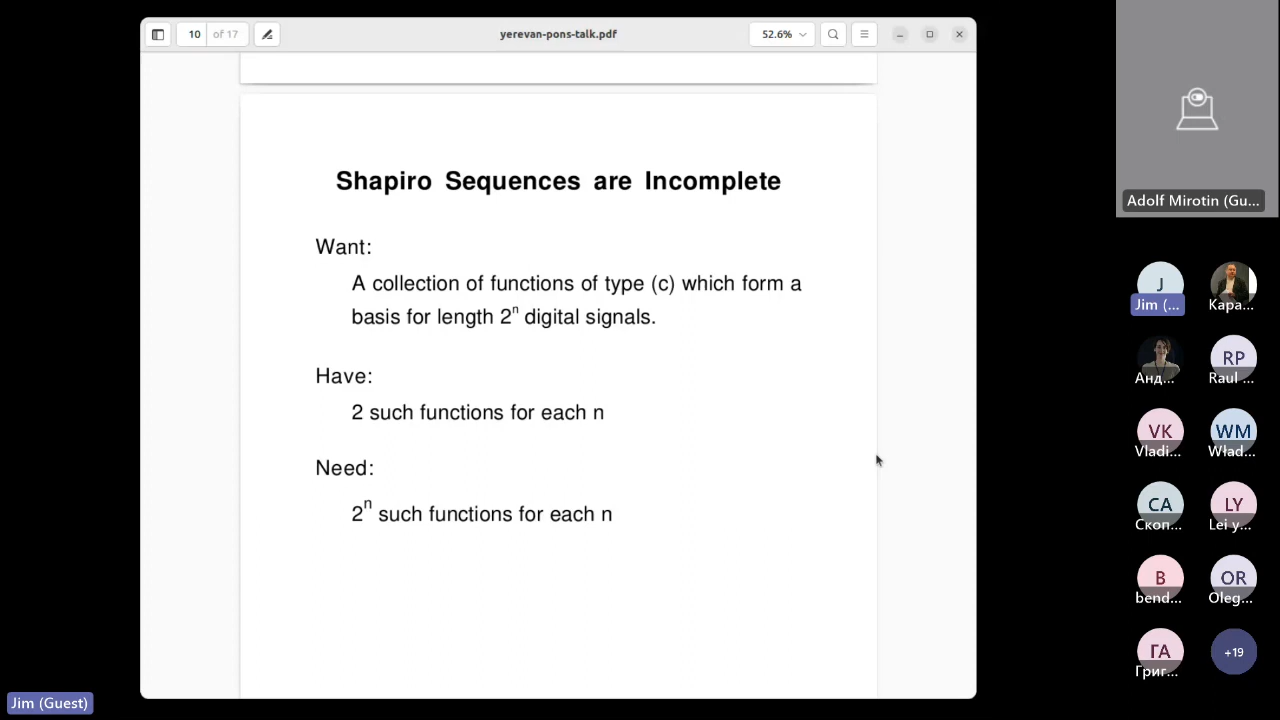 10 of 17
yerevan-pons-talk.pdf
52.6%
Shapiro Sequences are Incomplete
Want:
A collection of functions of type (c) which form a
basis for length 2ⁿ digital signals.
Have:
2 such functions for each n
Need:
2ⁿ such functions for each n
Adolf Mirotin (Gu...
J
Jim (...
Кара...
Анд...
RP
Raul ...
VK
Vladi...
WM
Wład...
CA
Скоп...
LY
Lei y...
B
bend...
OR
Oleg...
ГА
Григ...
+19
Jim (Guest)